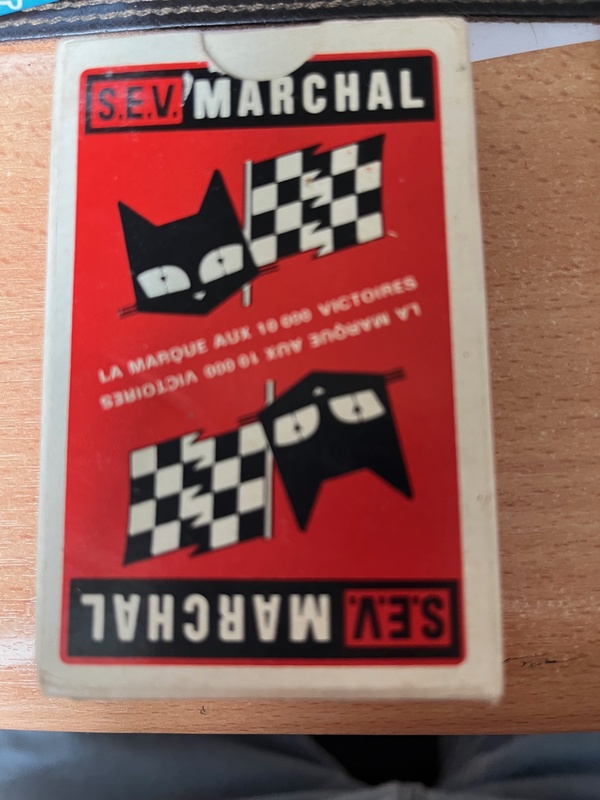 S.E.V. MARCHAL
LA MARQUE AUX 10 000 VICTOIRES
LA MARQUE AUX 10 000 VICTOIRES
S.E.V. MARCHAL